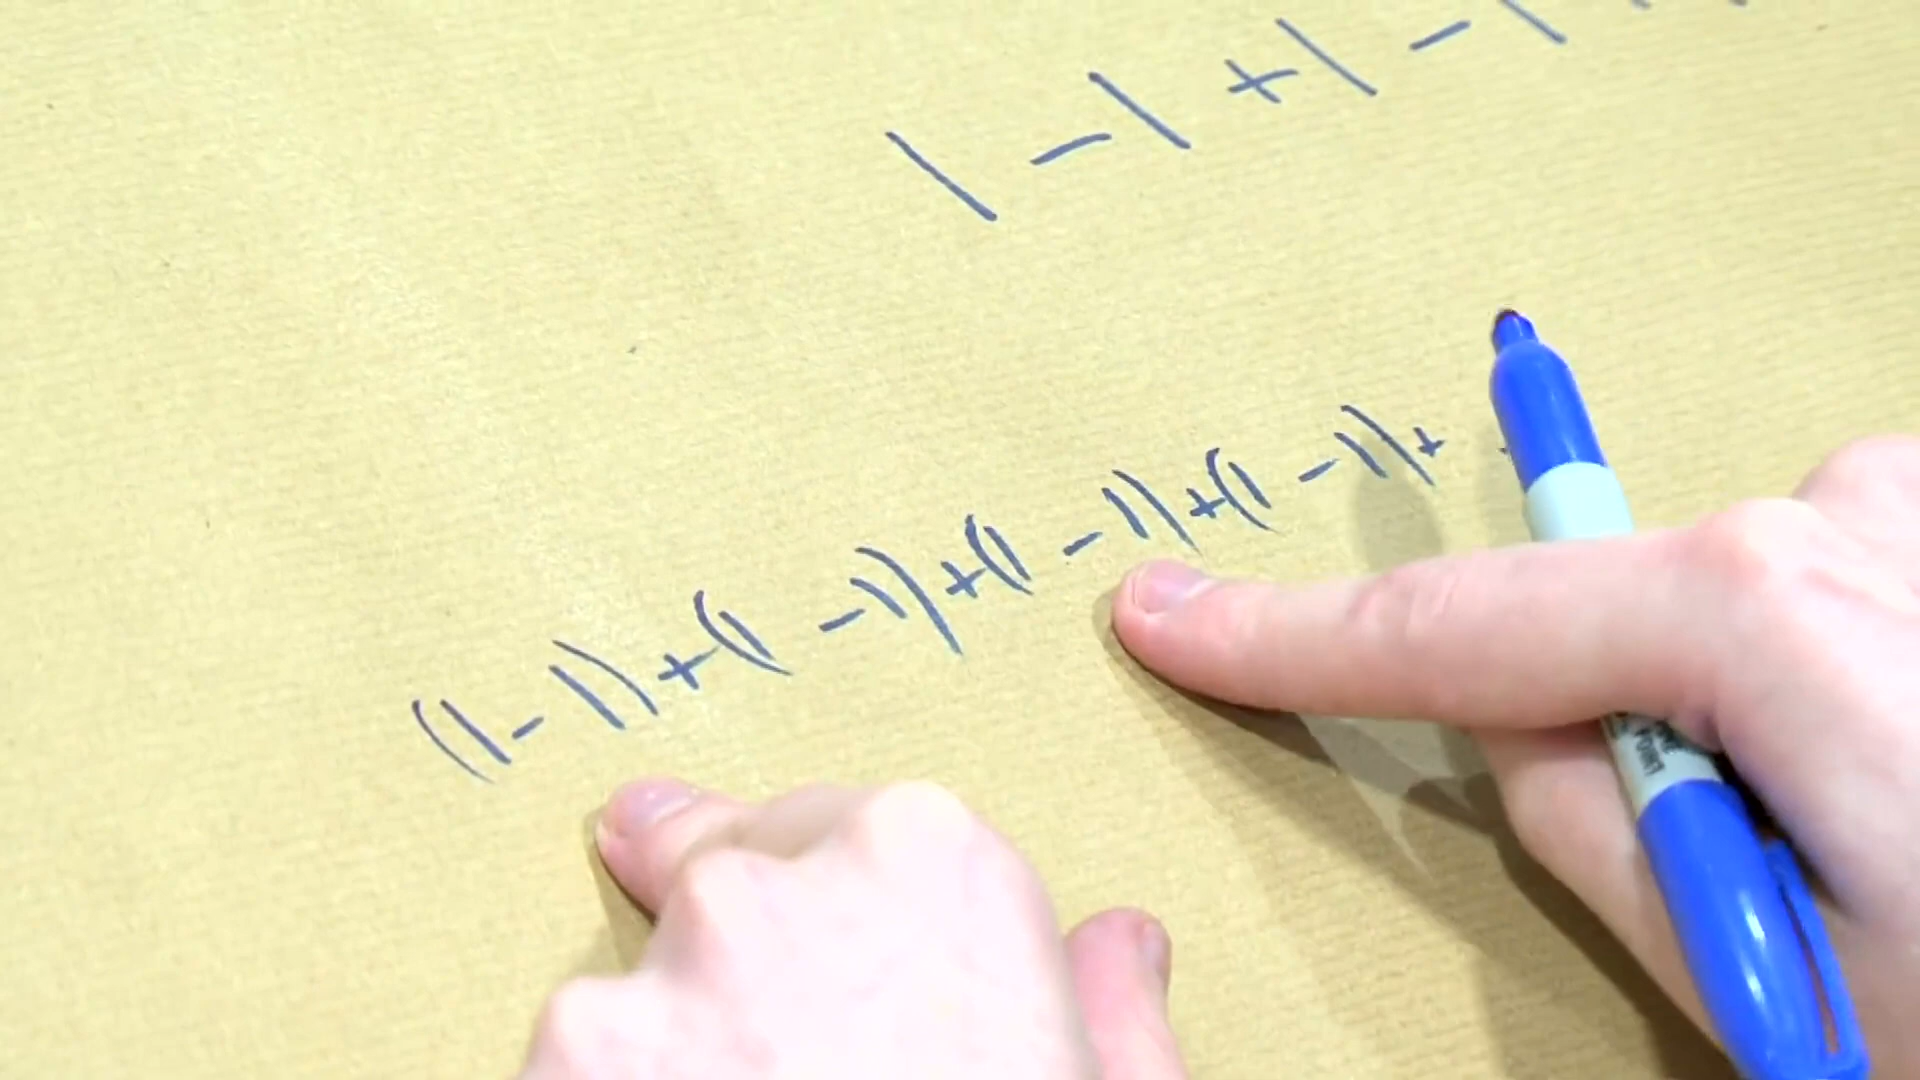 1 - 1 + 1 - 1
(1 - 1) + (1 - 1) + (1 - 1) + (1 - 1) +